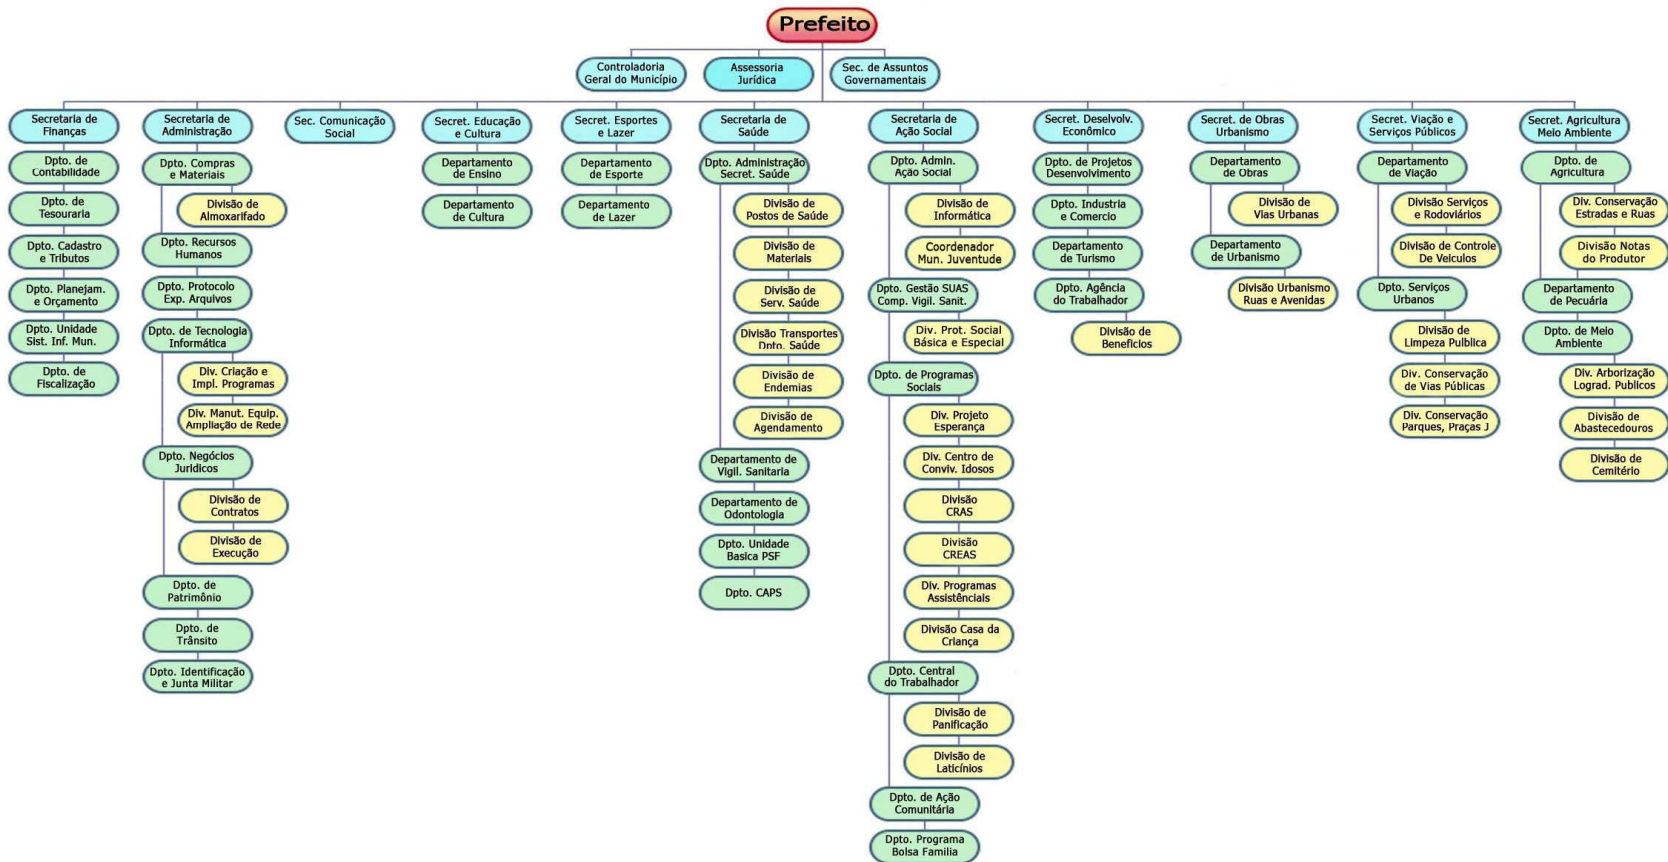 Prefeito
Controladoria
Geral do Município
Assessoria
Jurídica
Sec. de Assuntos
Governamentais
Secretaria de
Finanças
Dpto. de
Contabilidade
Dpto. de
Tesouraria
Dpto. Cadastro
e Tributos
Dpto. Planejam.
e Orçamento
Dpto. Unidade
Sist. Inf. Mun.
Dpto. de
Fiscalização
Secretaria de
Administração
Dpto. Compras
e Materiais
Divisão de
Almoxarifado
Dpto. Recursos
Humanos
Dpto. Protocolo
Exp. Arquivos
Dpto. de Tecnologia
Informática
Div. Criação e
Impl. Programas
Div. Manut. Equip.
Ampliação de Rede
Dpto. Negócios
Juridicos
Divisão de
Contratos
Divisão de
Execução
Dpto. de
Patrimônio
Dpto. de
Trânsito
Dpto. Identificação
e Junta Militar
Sec. Comunicação
Social
Secret. Educação
e Cultura
Departamento
de Ensino
Departamento
de Cultura
Secret. Esportes
e Lazer
Departamento
de Esporte
Departamento
de Lazer
Secretaria de
Saúde
Dpto. Administração
Secret. Saúde
Divisão de
Postos de Saúde
Divisão de
Materiais
Divisão de
Serv. Saúde
Divisão Transportes
Dpto. Saúde
Divisão de
Endemias
Divisão de
Agendamento
Departamento de
Vigil. Sanitaria
Departamento de
Odontologia
Dpto. Unidade
Basica PSF
Dpto. CAPS
Secretaria de
Ação Social
Dpto. Admin.
Ação Social
Divisão de
Informática
Coordenador
Mun. Juventude
Dpto. Gestão SUAS
Comp. Vigil. Sanit.
Div. Prot. Social
Básica e Especial
Dpto. de Programas
Sociais
Div. Projeto
Esperança
Div. Centro de
Conviv. Idosos
Divisão
CRAS
Divisão
CREAS
Div. Programas
Assistênciais
Divisão Casa da
Criança
Dpto. Central
do Trabalhador
Divisão de
Panificação
Divisão de
Laticínios
Dpto. de Ação
Comunitária
Dpto. Programa
Bolsa Familia
Secret. Deselvolv.
Econômico
Dpto. de Projetos
Desenvolvimento
Dpto. Industria
e Comercio
Departamento
de Turismo
Dpto. Agência
do Trabalhador
Divisão de
Beneficios
Secret. de Obras
Urbanismo
Departamento
de Obras
Divisão de
Vias Urbanas
Departamento
de Urbanismo
Divisão Urbanismo
Ruas e Avenidas
Secret. Viação e
Serviços Públicos
Departamento
de Viação
Divisão Serviços
e Rodoviários
Divisão de Controle
De Veiculos
Dpto. Serviços
Urbanos
Divisão de
Limpeza Pulblica
Div. Conservação
de Vias Públicas
Div. Conservação
Parques, Praças J
Secret. Agricultura
Meio Ambiente
Dpto. de
Agricultura
Div. Conservação
Estradas e Ruas
Divisão Notas
do Produtor
Departamento
de Pecuária
Dpto. de Meio
Ambiente
Div. Arborização
Lograd. Publicos
Divisão de
Abastecedouros
Divisão de
Cemitério